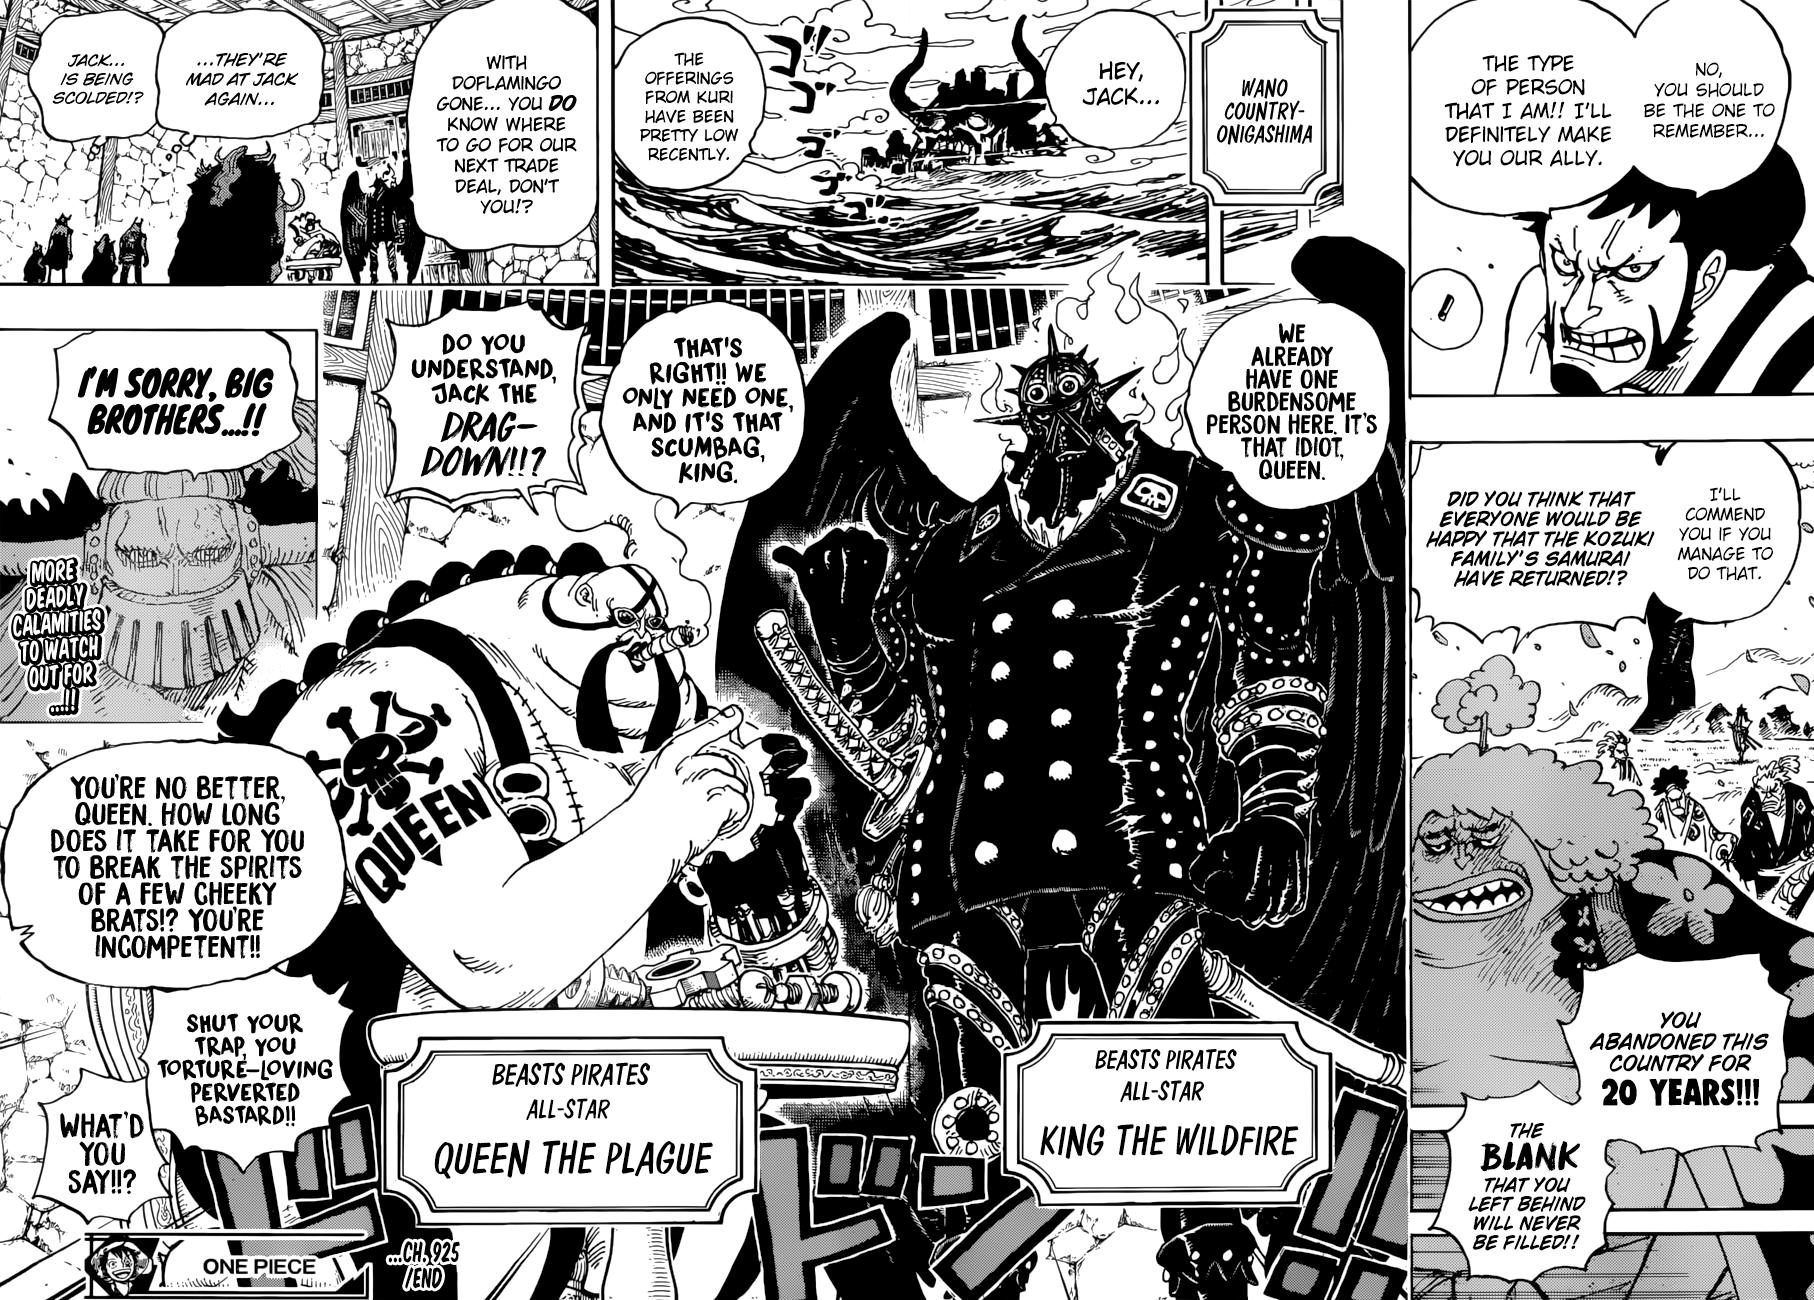 NO,
YOU SHOULD
BE THE ONE TO
REMEMBER...
THE TYPE
OF PERSON
THAT I AM!! I'LL
DEFINITELY MAKE
YOU OUR ALLY.
!
I'LL
COMMEND
YOU IF YOU
MANAGE TO
DO THAT.
DID YOU THINK THAT
EVERYONE WOULD BE
HAPPY THAT THE KOZUKI
FAMILY'S SAMURAI
HAVE RETURNED!?
YOU
ABANDONED THIS
COUNTRY FOR
20 YEARS!!!
THE
BLANK
THAT YOU
LEFT BEHIND
WILL NEVER
BE FILLED!!
WANO
COUNTRY-
ONIGASHIMA
HEY,
JACK...
ゴゴゴゴゴ
THE
OFFERINGS
FROM KURI
HAVE BEEN
PRETTY LOW
RECENTLY.
WITH
DOFLAMINGO
GONE... YOU DO
KNOW WHERE
TO GO FOR OUR
NEXT TRADE
DEAL, DON'T
YOU!?
...THEY'RE
MAD AT JACK
AGAIN...
JACK...
IS BEING
SCOLDED!?
WE
ALREADY
HAVE ONE
BURDENSOME
PERSON HERE. IT'S
THAT IDIOT,
QUEEN.
THAT'S
RIGHT!! WE
ONLY NEED ONE,
AND IT'S THAT
SCUMBAG,
KING.
DO YOU
UNDERSTAND,
JACK THE
DRAG-
DOWN!!?
QUEEN
I'M SORRY, BIG
BROTHERS...!!
MORE
DEADLY
CALAMITIES
TO WATCH
OUT FOR
...!!
YOU'RE NO BETTER,
QUEEN. HOW LONG
DOES IT TAKE FOR YOU
TO BREAK THE SPIRITS
OF A FEW CHEEKY
BRATS!? YOU'RE
INCOMPETENT!!
SHUT YOUR
TRAP, YOU
TORTURE-LOVING
PERVERTED
BASTARD!!
WHAT'D
YOU
SAY!!?
BEASTS PIRATES
ALL-STAR
KING THE WILDFIRE
BEASTS PIRATES
ALL-STAR
QUEEN THE PLAGUE
ドドン!!
ONE PIECE
...CH. 925
/END